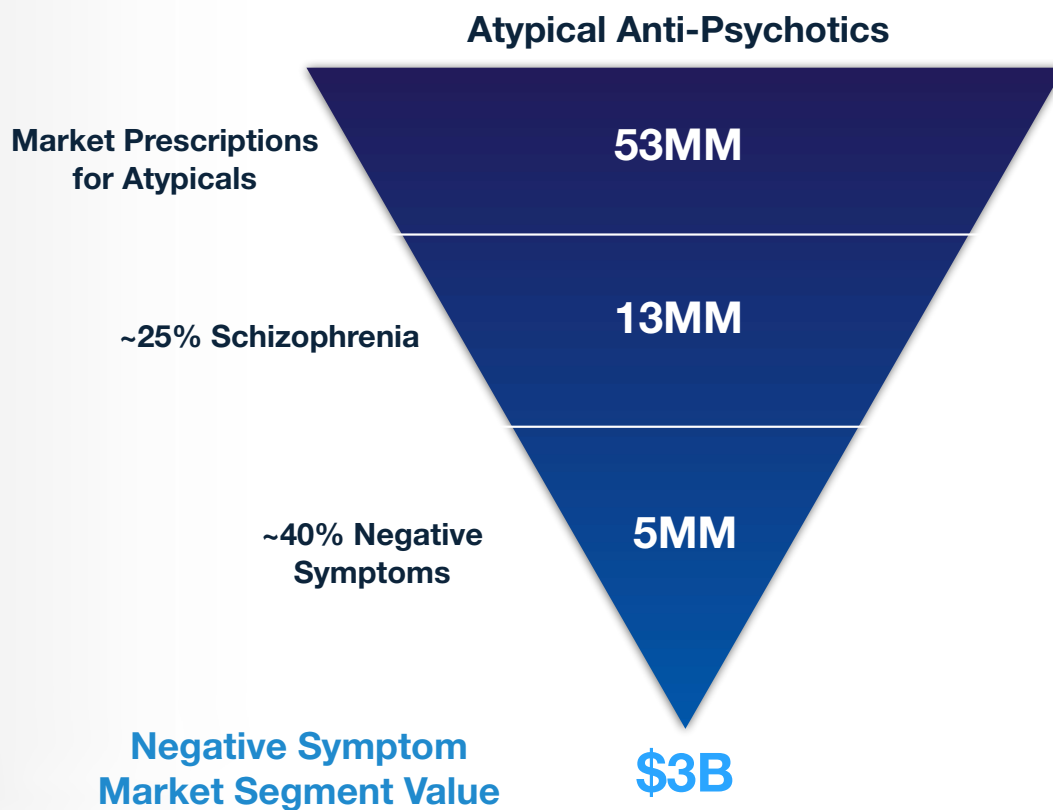 Atypical Anti-Psychotics
Market Prescriptions
for Atypicals
53MM
~25% Schizophrenia
13MM
~40% Negative
Symptoms
5MM
Negative Symptom
Market Segment Value
$3B